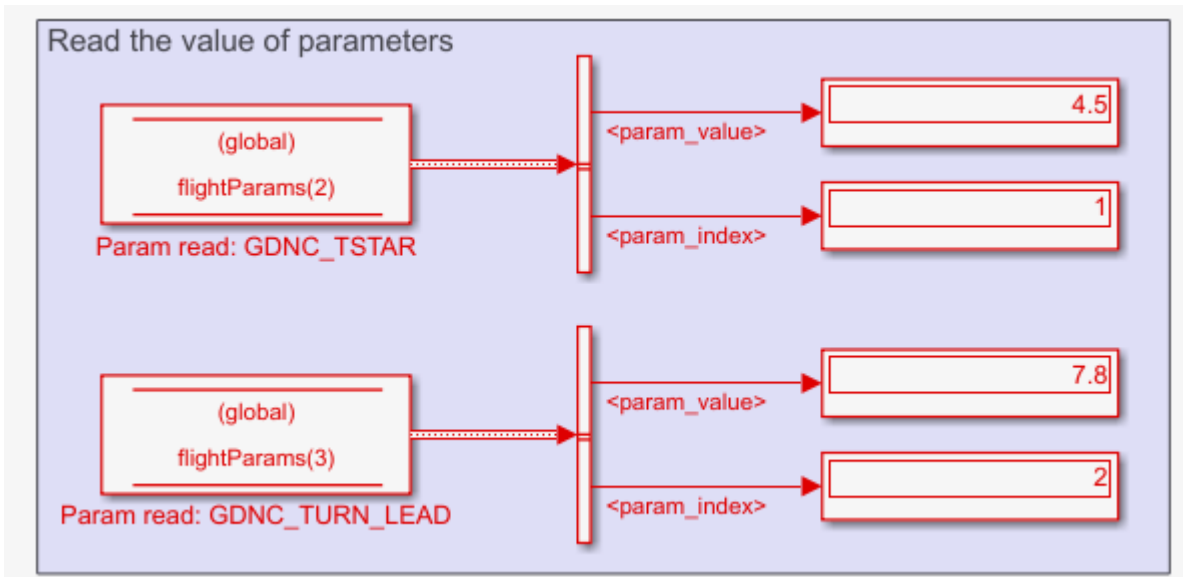 Read the value of parameters
(global)
flightParams(2)
Param read: GDNC_TSTAR
<param_value>
4.5
<param_index>
1
(global)
flightParams(3)
Param read: GDNC_TURN_LEAD
<param_value>
7.8
<param_index>
2